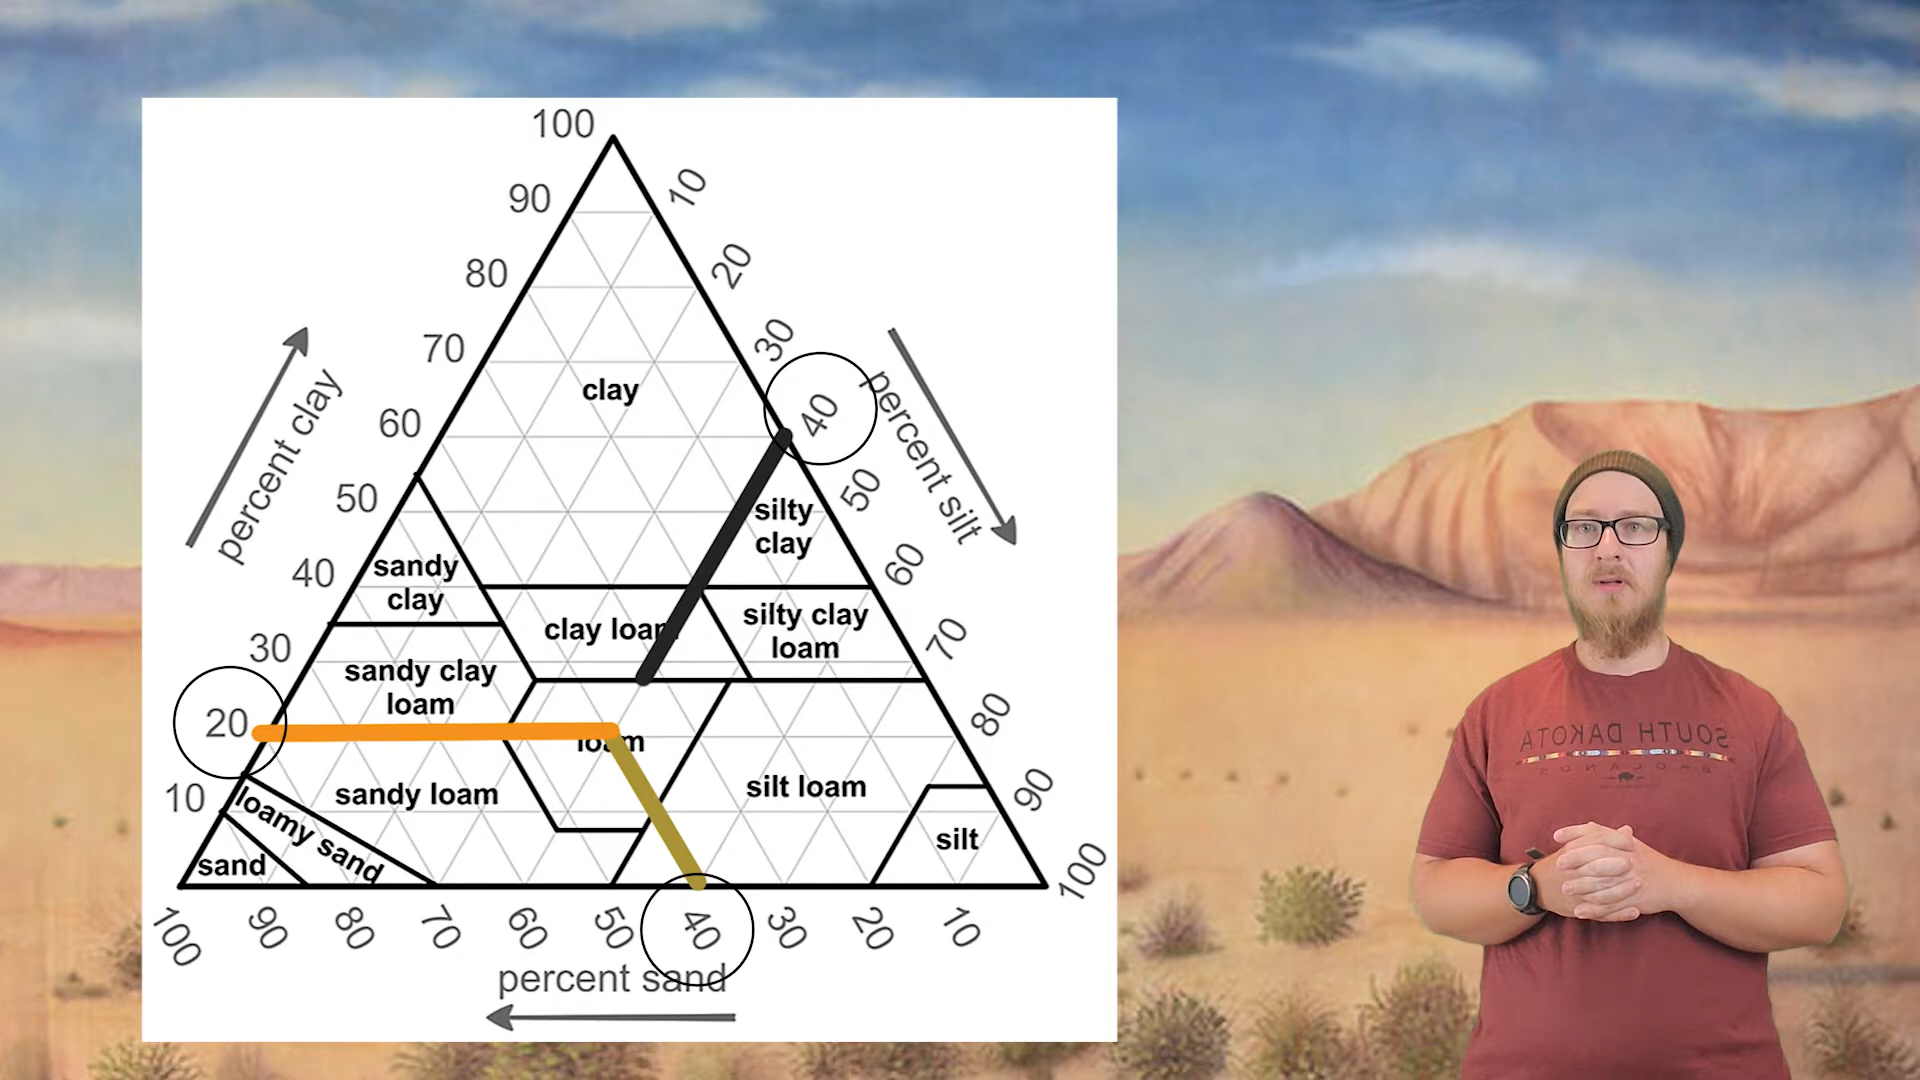 100
90
10
80
20
70
30
clay
60
40
percent clay
percent silt
50
50
silty
clay
sandy
clay
40
60
clay loam
silty clay
loam
30
70
sandy clay
loam
20
80
loam
10
sandy loam
silt loam
90
loamy sand
silt
sand
100
100
90
80
70
60
50
40
30
20
10
percent sand
SOUTH DAKOTA
BADLANDS